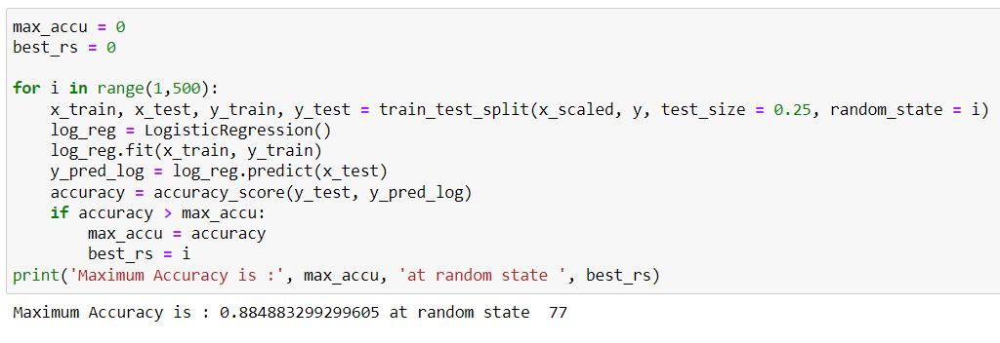 max_accu = 0
best_rs = 0
for i in range(1,500):
    x_train, x_test, y_train, y_test = train_test_split(x_scaled, y, test_size = 0.25, random_state = i)
    log_reg = LogisticRegression()
    log_reg.fit(x_train, y_train)
    y_pred_log = log_reg.predict(x_test)
    accuracy = accuracy_score(y_test, y_pred_log)
    if accuracy > max_accu:
        max_accu = accuracy
        best_rs = i
print('Maximum Accuracy is :', max_accu, 'at random state ', best_rs)
Maximum Accuracy is : 0.884883299299605 at random state  77